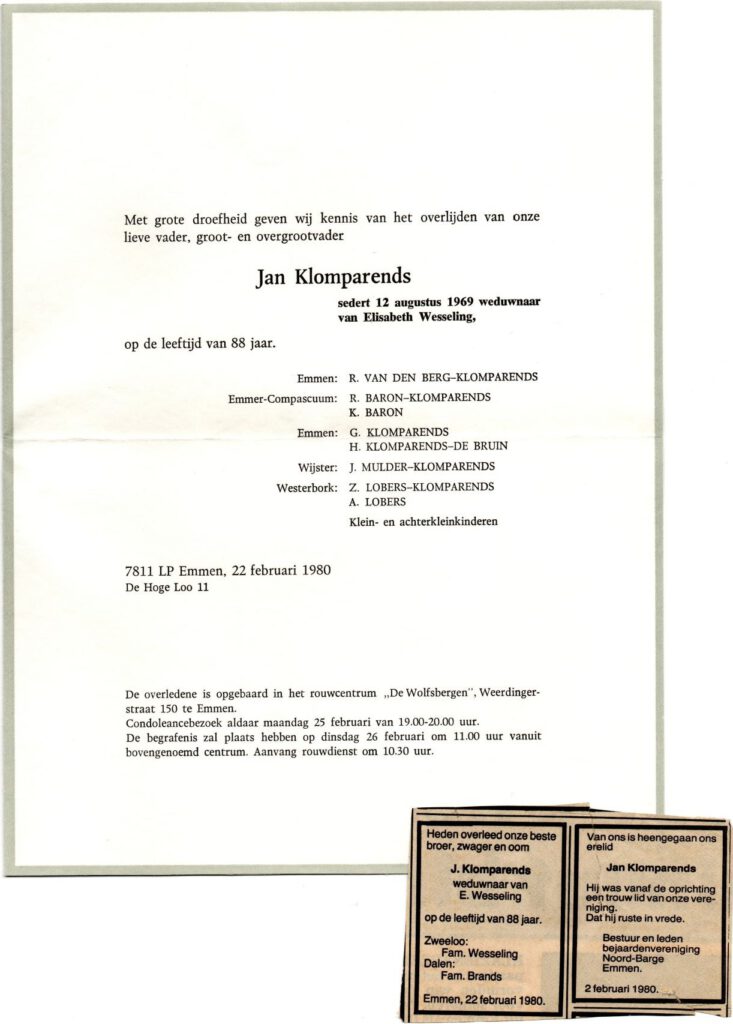 Met grote droefheid geven wij kennis van het overlijden van onze
lieve vader, groot- en overgrootvader
Jan Klomparends
sedert 12 augustus 1969 weduwnaar
van Elisabeth Wesseling,
op de leeftijd van 88 jaar.
Emmen: R. VAN DEN BERG–KLOMPARENDS
Emmer-Compascuum: R. BARON–KLOMPARENDS
K. BARON
Emmen: G. KLOMPARENDS
H. KLOMPARENDS–DE BRUIN
Wijster: J. MULDER–KLOMPARENDS
Westerbork: Z. LOBERS–KLOMPARENDS
A. LOBERS
Klein- en achterkleinkinderen
7811 LP Emmen, 22 februari 1980
De Hoge Loo 11
De overledene is opgebaard in het rouwcentrum „De Wolfsbergen”, Weerdinger-
straat 150 te Emmen.
Condoleancebezoek aldaar maandag 25 februari van 19.00-20.00 uur.
De begrafenis zal plaats hebben op dinsdag 26 februari om 11.00 uur vanuit
bovengenoemd centrum. Aanvang rouwdienst om 10.30 uur.
Heden overleed onze beste
broer, zwager en oom
J. Klomparends
weduwnaar van
E. Wesseling
op de leeftijd van 88 jaar.
Zweeloo:
Fam. Wesseling
Dalen:
Fam. Brands
Emmen, 22 februari 1980.
Van ons is heengegaan ons
erelid
Jan Klomparends
Hij was vanaf de oprichting
een trouw lid van onze vere-
niging.
Dat hij ruste in vrede.
Bestuur en leden
bejaardenvereniging
Noord-Barge
Emmen.
2 februari 1980.